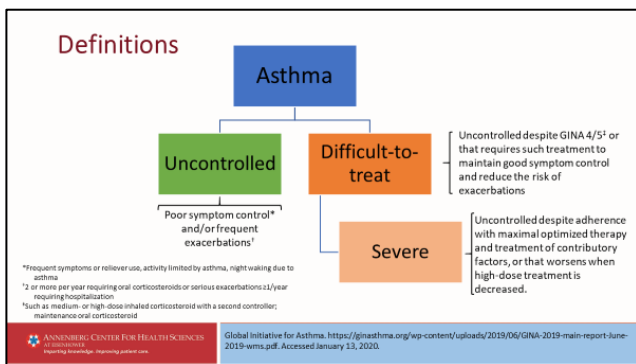 Definitions
Asthma
Uncontrolled
Difficult-to-
treat
Uncontrolled despite GINA 4/5‡ or
that requires such treatment to
maintain good symptom control
and reduce the risk of
exacerbations
Poor symptom control*
and/or frequent
exacerbations†
Severe
Uncontrolled despite adherence
with maximal optimized therapy
and treatment of contributory
factors, or that worsens when
high-dose treatment is
decreased.
*Frequent symptoms or reliever use, activity limited by asthma, night waking due to
asthma
†2 or more per year requiring oral corticosteroids or serious exacerbations ≥1/year
requiring hospitalization
‡Such as medium- or high-dose inhaled corticosteroid with a second controller;
maintenance oral corticosteroid
ANNENBERG CENTER FOR HEALTH SCIENCES
AT EISENHOWER
Imparting knowledge. Improving patient care.
Global Initiative for Asthma. https://ginasthma.org/wp-content/uploads/2019/06/GINA-2019-main-report-June-
2019-wms.pdf. Accessed January 13, 2020.